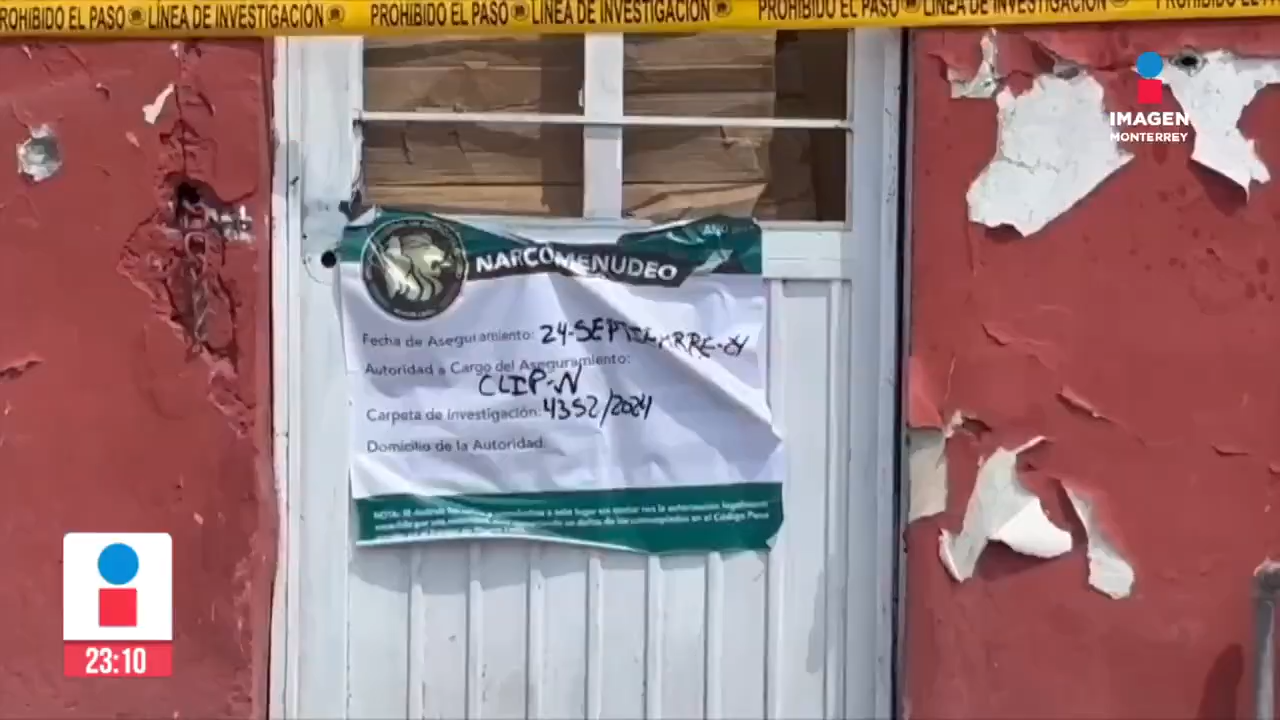 PROHIBIDO EL PASO LÍNEA DE INVESTIGACIÓN PROHIBIDO EL PASO LÍNEA DE INVESTIGACIÓN PROHIBIDO EL PASO LÍNEA DE INVESTIGACIÓN PROHIBIDO
IMAGEN
MONTERREY
NARCOMENUDEO
Fecha de Aseguramiento: 24-SEPTIEMBRE-24
Autoridad a Cargo del Aseguramiento:
CLIP-N
Carpeta de Investigación: 4352/2024
Domicilio de la Autoridad:
23:10